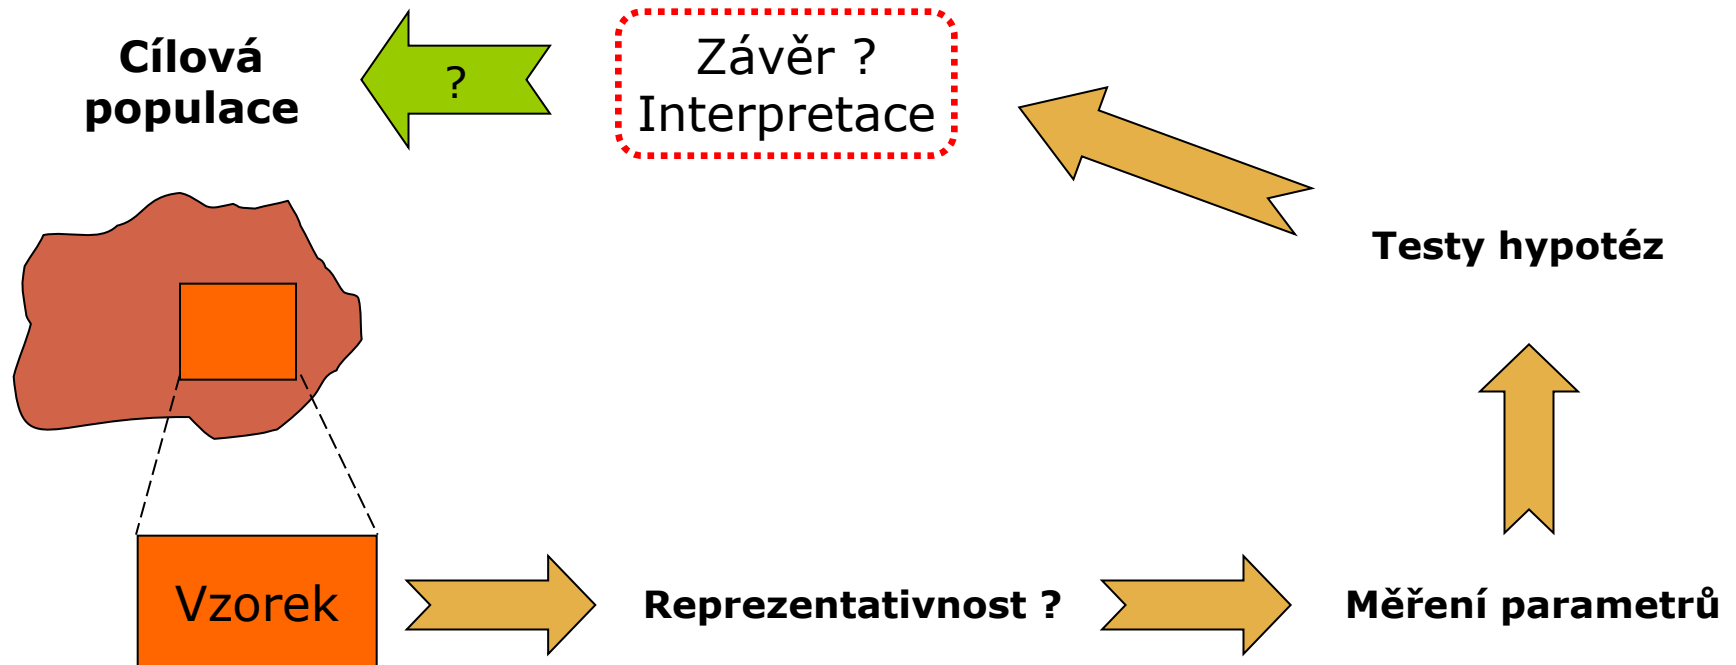 Cílová
populace
?
Závěr ?
Interpretace
Testy hypotéz
Vzorek
Reprezentativnost ?
Měření parametrů